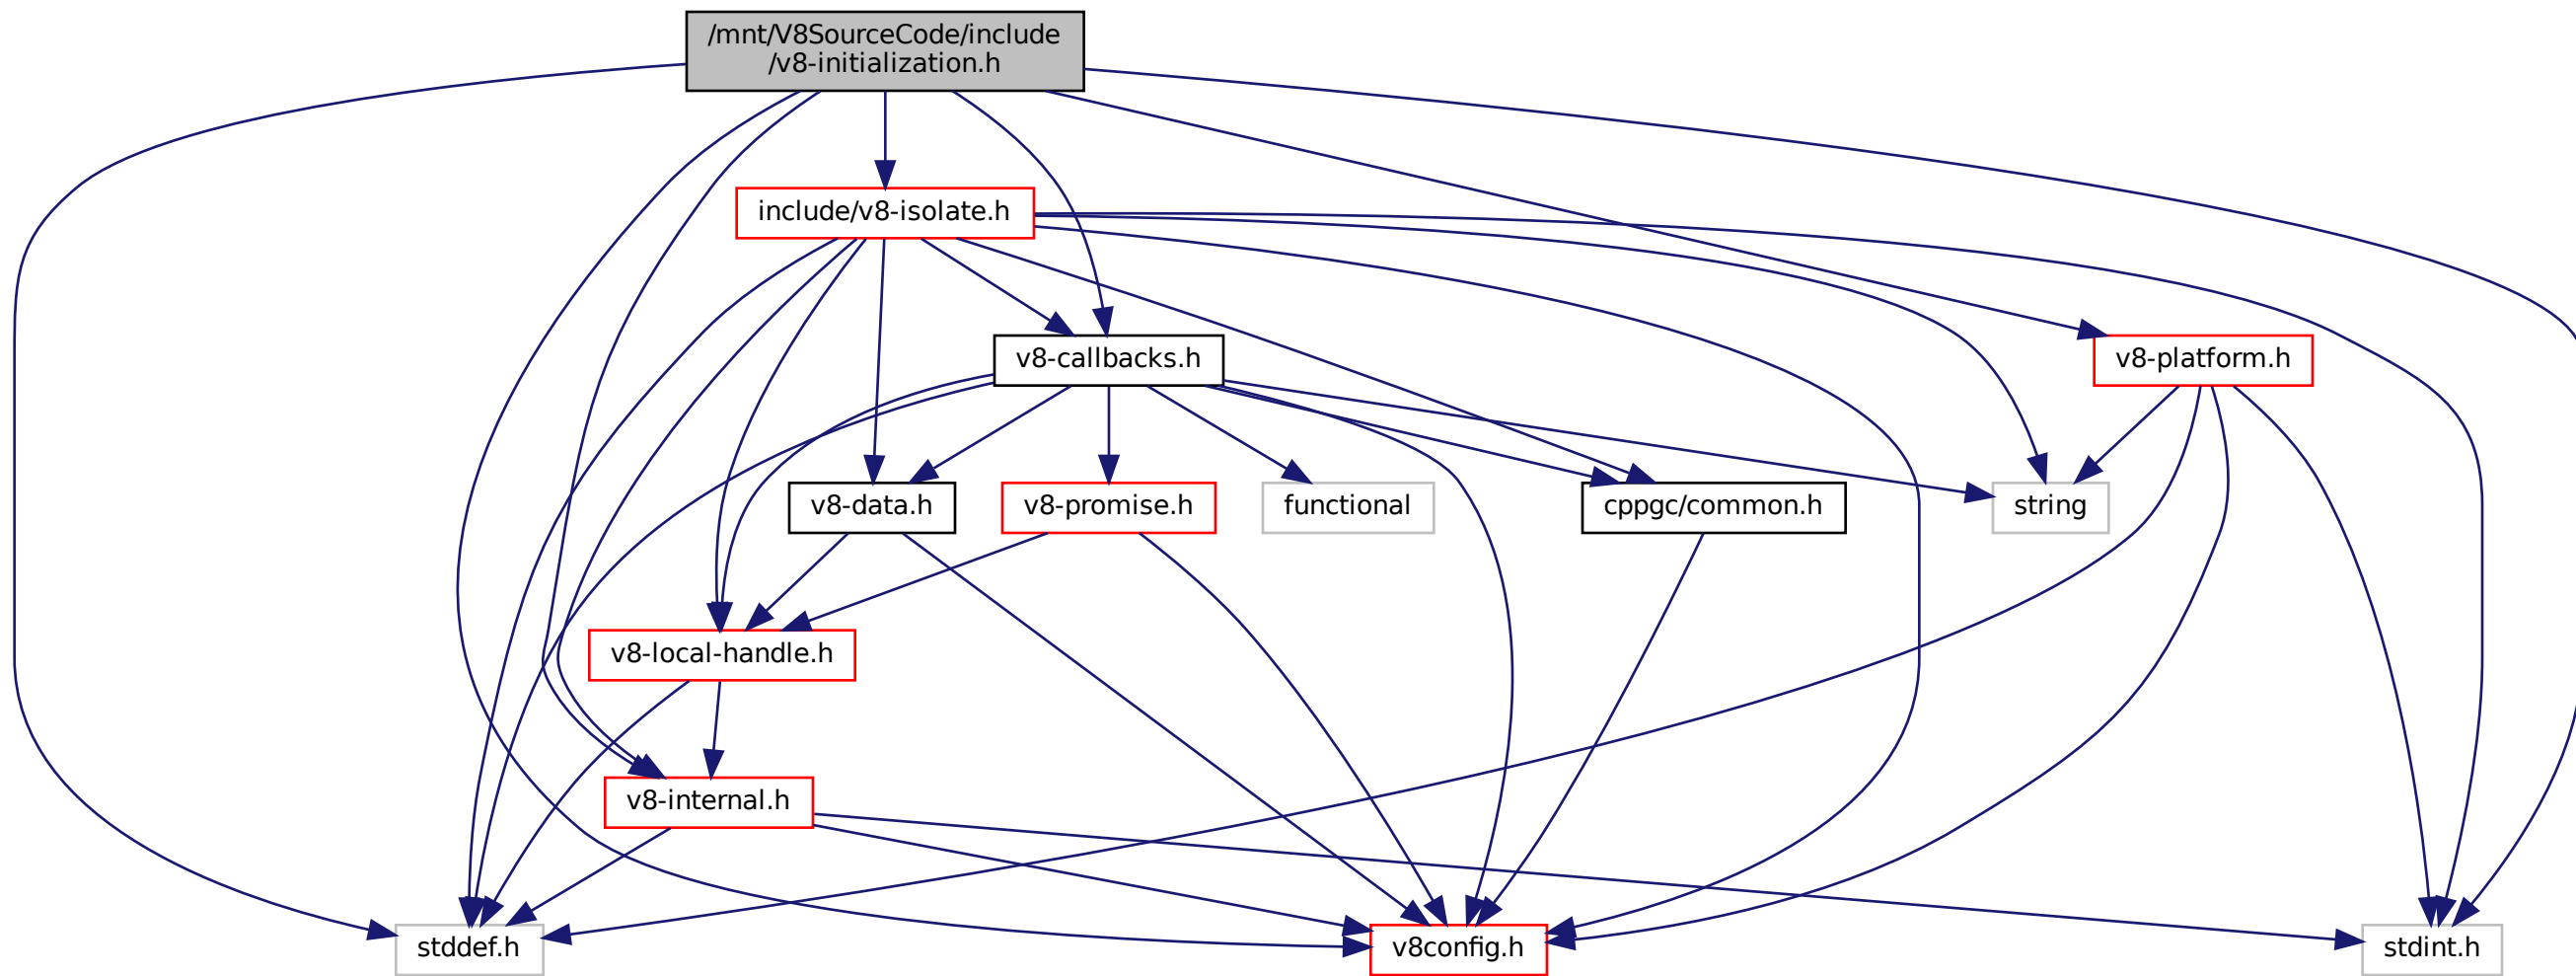 /mnt/V8SourceCode/include
/v8-initialization.h
include/v8-isolate.h
v8-callbacks.h
v8-platform.h
v8-data.h
v8-promise.h
functional
cppgc/common.h
string
v8-local-handle.h
v8-internal.h
stddef.h
v8config.h
stdint.h